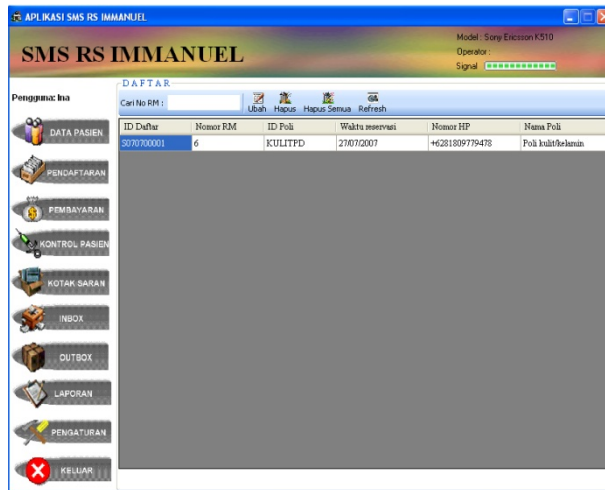 APLIKASI SMS RS IMMANUEL
SMS RS IMMANUEL
Model : Sony Ericsson K510
Operator :
Signal
Pengguna: Ina
DAFTAR
Cari No RM :
Ubah Hapus Hapus Semua Refresh
ID Daftar Nomor RM ID Poli Waktu reservasi Nomor HP Nama Poli
S070700001 6 KULITPD 27/07/2007 +6281809779478 Poli kulit/kelamin
DATA PASIEN
PENDAFTARAN
PEMBAYARAN
KONTROL PASIEN
KOTAK SARAN
INBOX
OUTBOX
LAPORAN
PENGATURAN
KELUAR